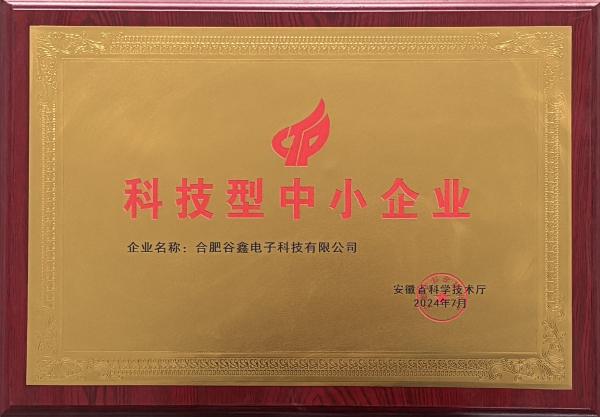 科技型中小企业
企业名称：合肥谷鑫电子科技有限公司
安徽省科学技术厅
2024年7月